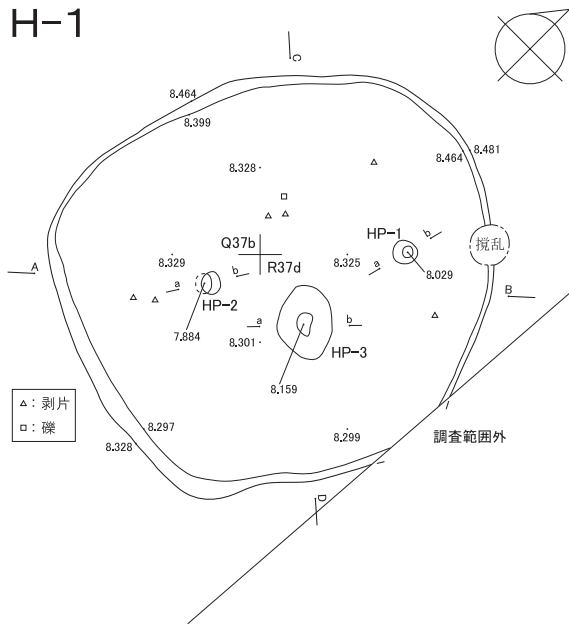 H-1
C
8.464
8.399
8.481
8.464
8.328
HP-1
b
撹乱
Q37b
R37d
8.329
8.325
a
8.029
A
a
b
HP-2
B
7.884
a
b
8.301
HP-3
8.159
△：剥片
□：礫
8.297
8.328
8.299
調査範囲外
D